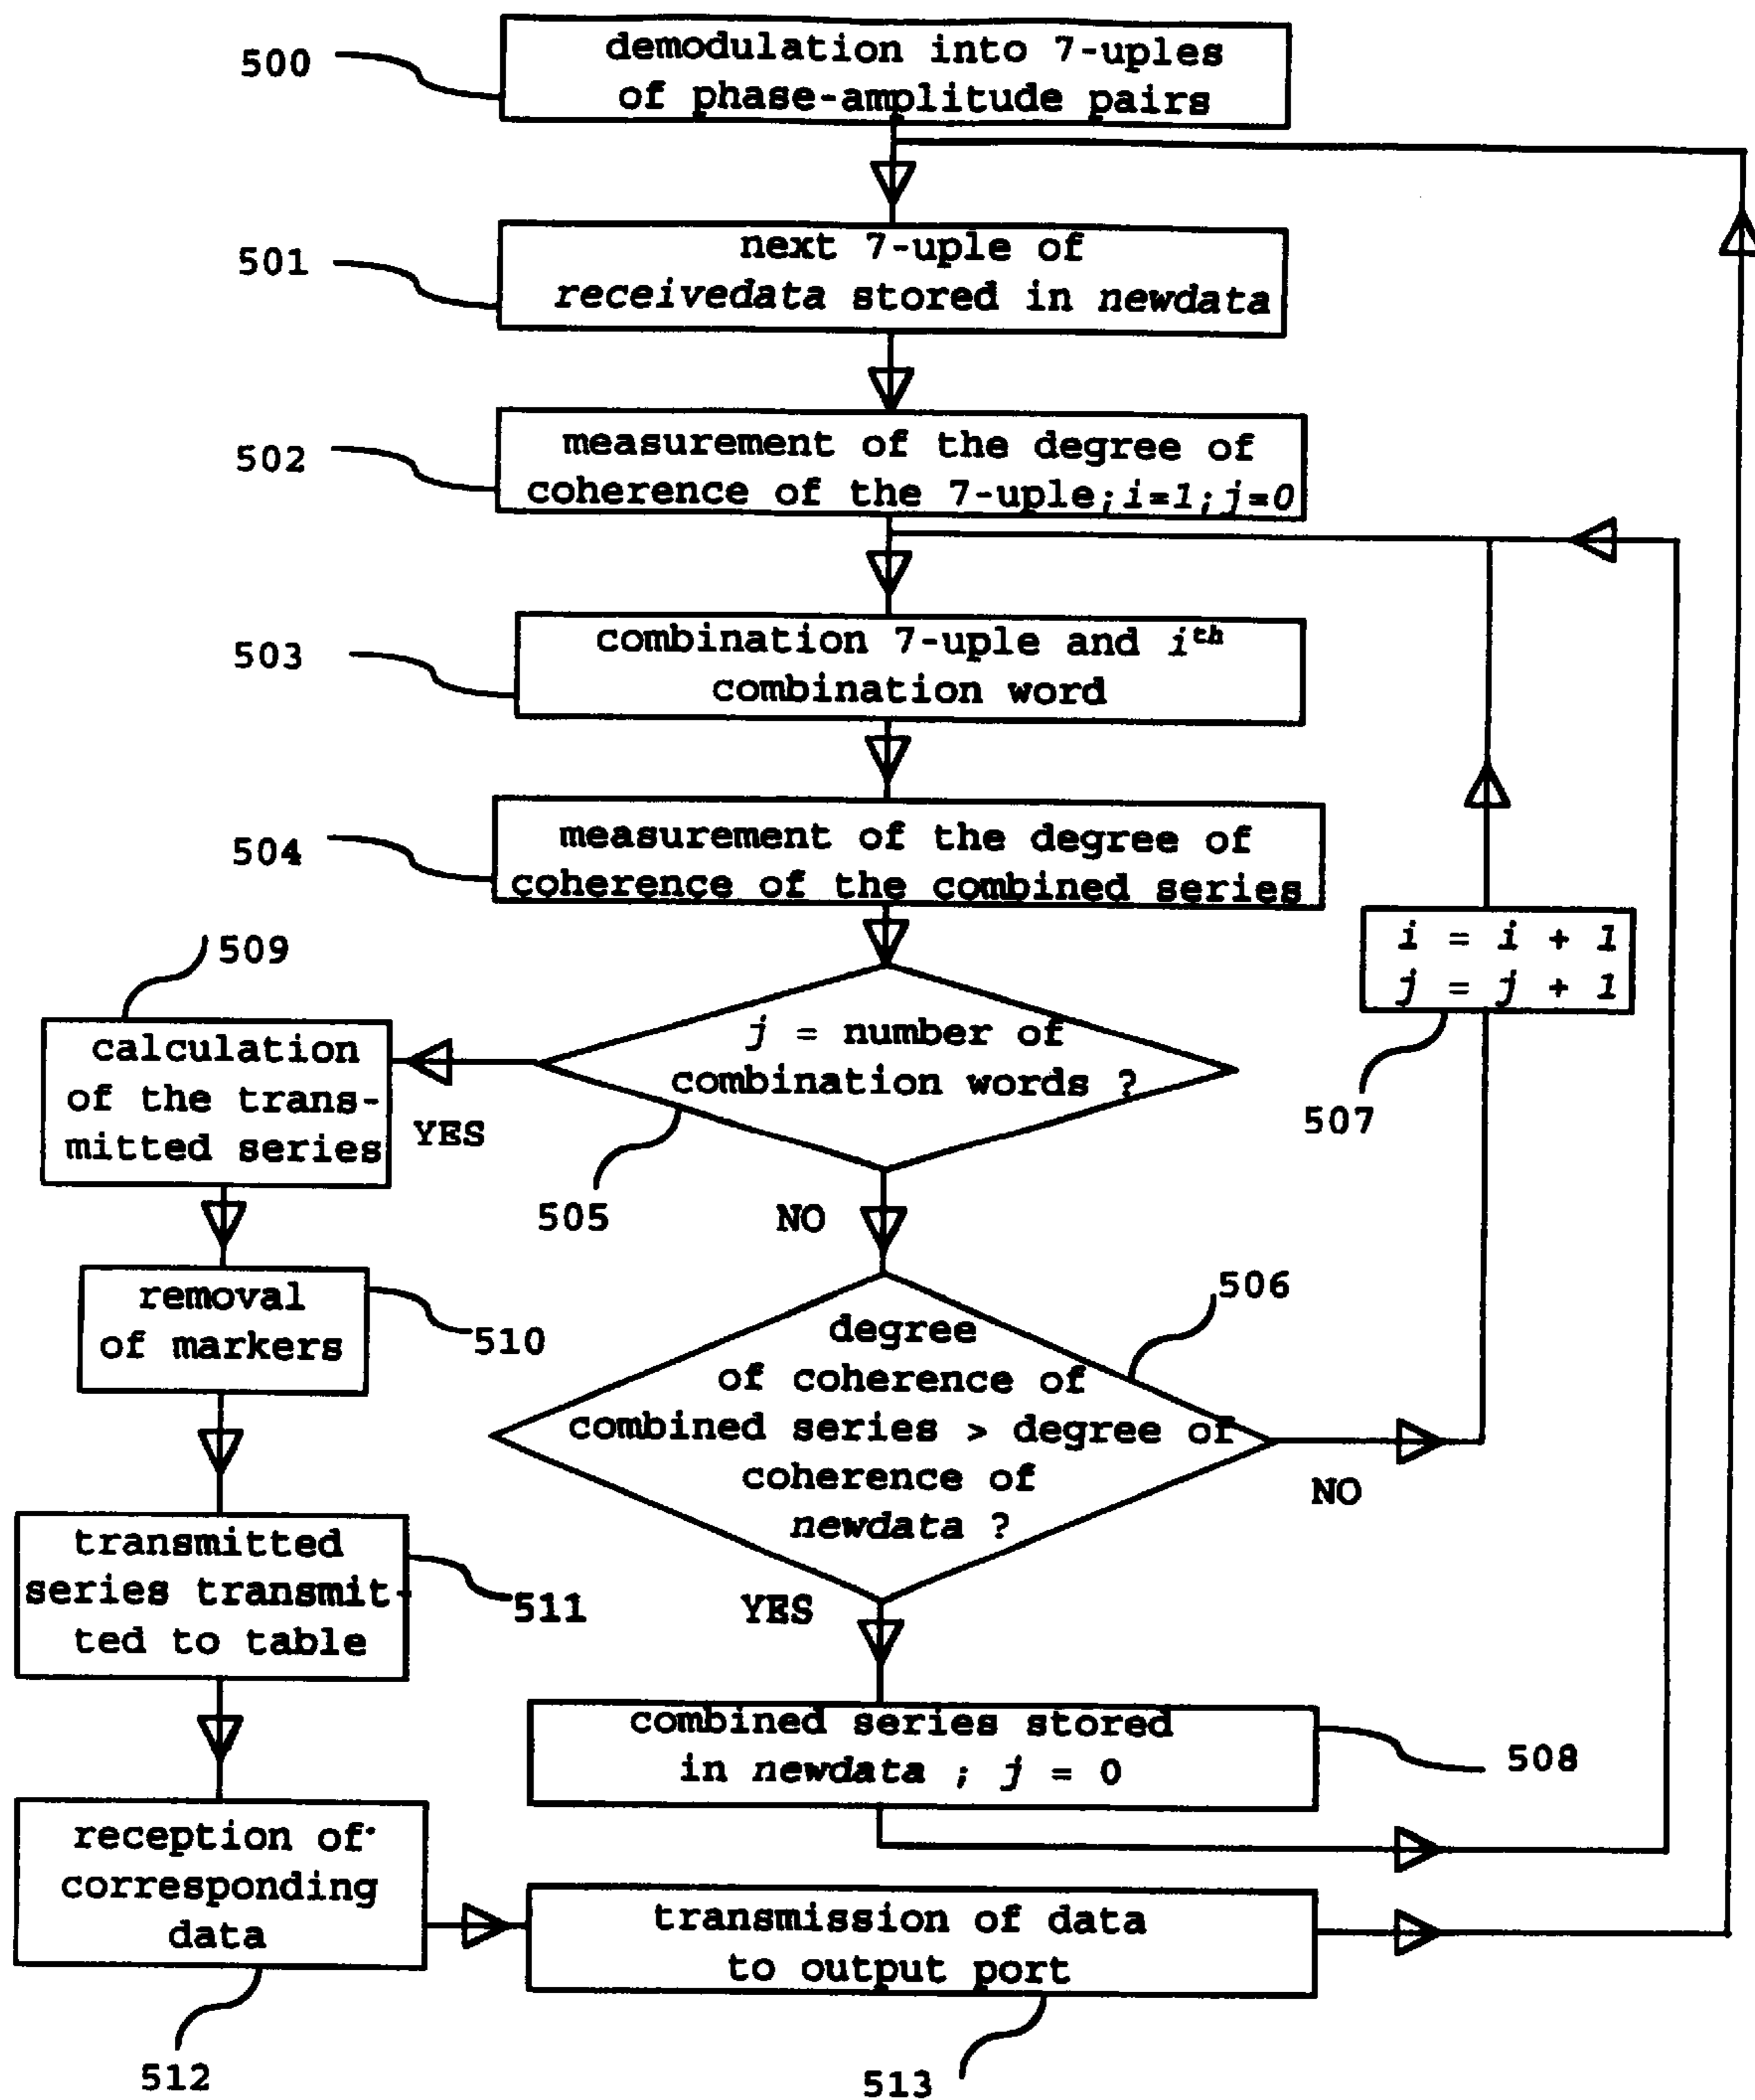 500
demodulation into 7-uples
of phase-amplitude pairs
501
next 7-uple of
receivedata stored in newdata
502
measurement of the degree of
coherence of the 7-uple; i=1; j=0
503
combination 7-uple and i^th
combination word
504
measurement of the degree of
coherence of the combined series
507
i = i + 1
j = j + 1
505
j = number of
combination words ?
YES
NO
509
calculation
of the trans-
mitted series
510
removal
of markers
506
degree
of coherence of
combined series > degree of
coherence of
newdata ?
NO
YES
511
transmitted
series transmit-
ted to table
508
combined series stored
in newdata ; j = 0
512
reception of
corresponding
data
513
transmission of data
to output port